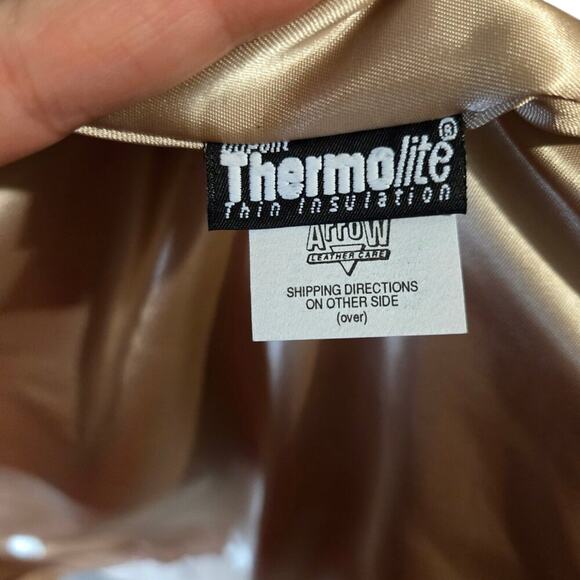 Thermolite®
Thin insulation
ARROW
LEATHER CARE
SHIPPING DIRECTIONS
ON OTHER SIDE
(over)